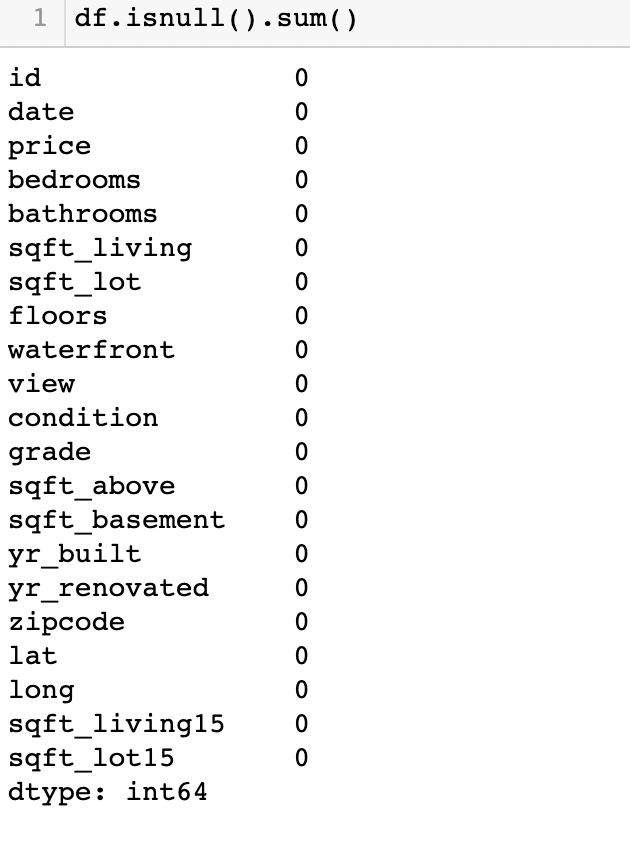 1 df.isnull().sum()
id 0
date 0
price 0
bedrooms 0
bathrooms 0
sqft_living 0
sqft_lot 0
floors 0
waterfront 0
view 0
condition 0
grade 0
sqft_above 0
sqft_basement 0
yr_built 0
yr_renovated 0
zipcode 0
lat 0
long 0
sqft_living15 0
sqft_lot15 0
dtype: int64